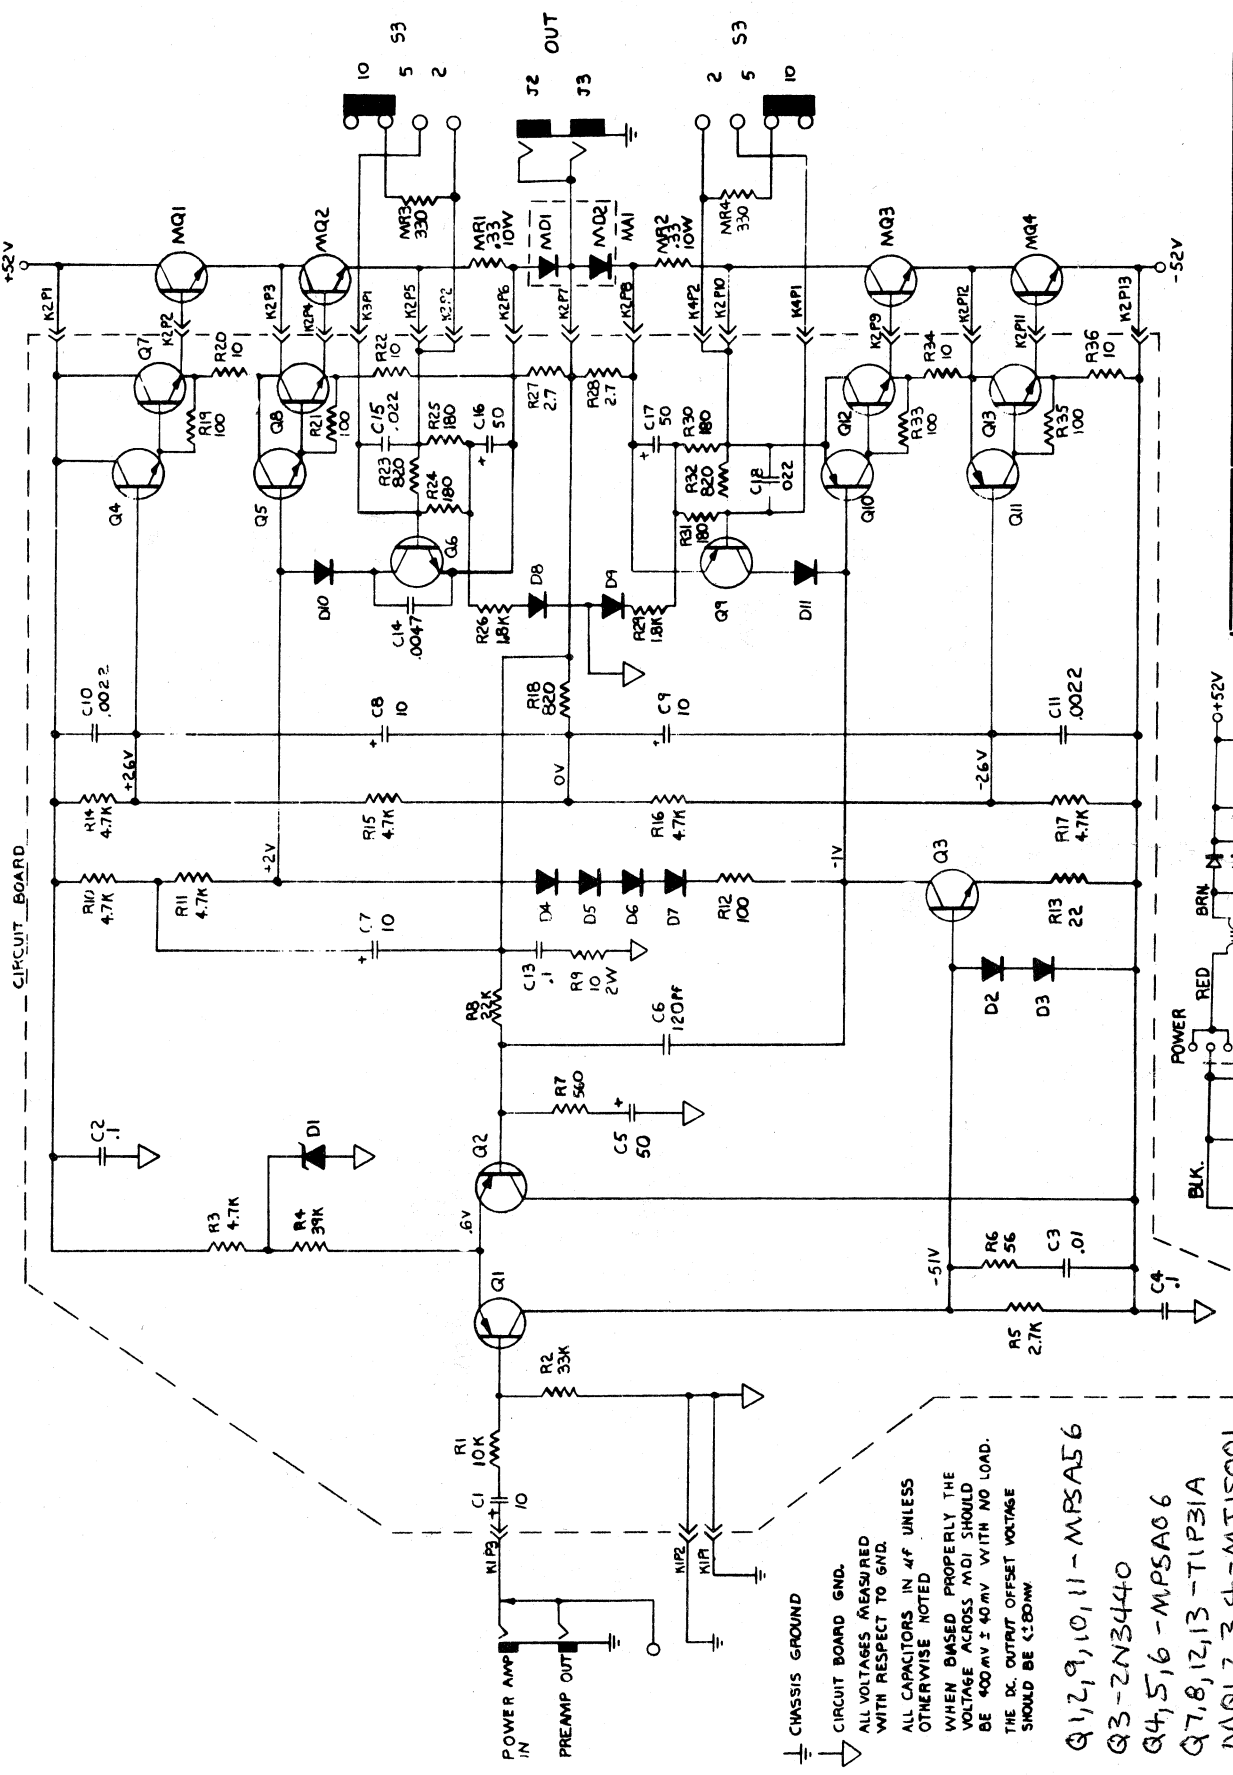 +52V
K2P1
K2P2
K2P3
K2P4
K3P1
K2P5
K3P2
K2P6
K2P7
K2P8
K4P2
K2P10
K4P1
K2P9
K2P12
K2P11
K2P13
-52V
MQ1
MQ2
MQ3
MQ4
S3
10
5
2
MR3
330
MR1
.33
10W
OUT
J2
J3
MD1
MD2
MA1
MR2
.33
10W
S3
2
5
10
MR4
330
CIRCUIT BOARD
Q7
R20
10
R19
100
Q4
Q8
R22
10
R21
100
Q5
C15
.022
R25
180
R23
820
R24
180
C16
50
+
Q6
D10
C14
.0047
R26
1.8K
D8
D9
R29
1.8K
R27
2.7
R28
2.7
C17
50
+
R30
180
R32
820
R31
180
C18
.022
Q9
D11
Q12
Q10
R33
100
R34
10
Q13
Q11
R35
100
R36
10
C10
.0022
+26V
C8
10
+
R18
820
C9
10
+
C11
.0022
-26V
0V
R14
4.7K
R15
4.7K
R16
4.7K
R17
4.7K
R10
4.7K
R11
4.7K
+2V
D4
D5
D6
D7
R12
100
-1V
Q3
R13
22
C7
10
+
C13
.1
R9
10
2W
R8
22K
C6
120Pf
D2
D3
R7
560
C5
50
+
C2
.1
D1
R3
4.7K
R4
39K
.6V
Q2
Q1
-51V
R6
56
C3
.01
R5
2.7K
C4
.1
R2
33K
R1
10K
C1
10
+
K1P3
K1P2
K1P1
POWER AMP
IN
PREAMP OUT
+52V
BRN.
RED
POWER
BLK.
CHASSIS GROUND
CIRCUIT BOARD GND.
ALL VOLTAGES MEASURED
WITH RESPECT TO GND.
ALL CAPACITORS IN uf UNLESS
OTHERWISE NOTED
WHEN BIASED PROPERLY THE
VOLTAGE ACROSS MD1 SHOULD
BE 400 MV ± 40 MV WITH NO LOAD.
THE DC. OUTPUT OFFSET VOLTAGE
SHOULD BE <±80MV.
Q1,2,9,10,11-MPSA56
Q3-2N3440
Q4,5,6-MPSA06
Q7,8,12,13-TIP31A